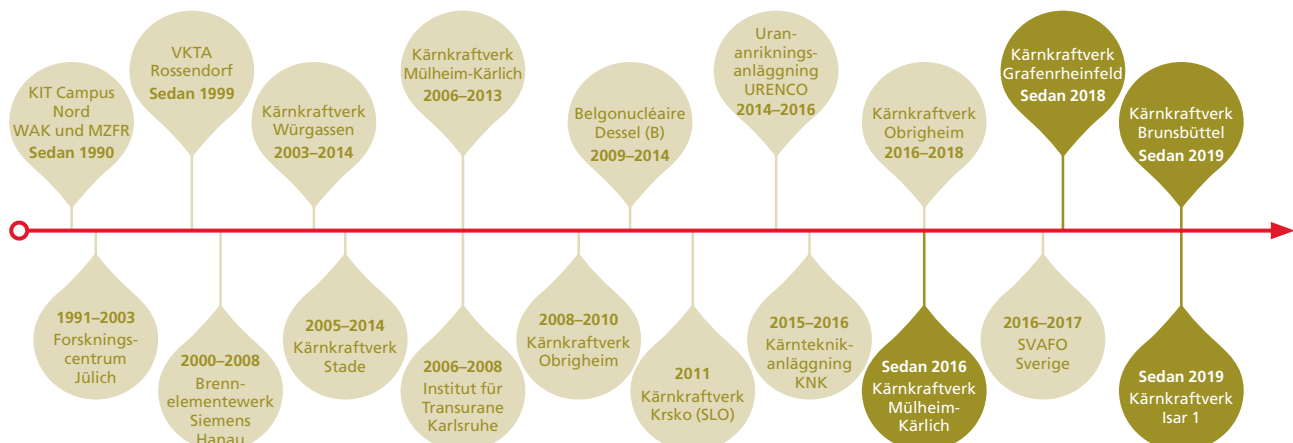 KIT Campus
Nord
WAK und MZFR
Sedan 1990
VKTA
Rossendorf
Sedan 1999
Kärnkraftverk
Würgassen
2003–2014
Kärnkraftverk
Mülheim-Kärlich
2006–2013
Belgonucléaire
Dessel (B)
2009–2014
Uran-
anriknings-
anläggning
URENCO
2014–2016
Kärnkraftverk
Obrigheim
2016–2018
Kärnkraftverk
Grafenrheinfeld
Sedan 2018
Kärnkraftverk
Brunsbüttel
Sedan 2019
1991–2003
Forsknings-
centrum
Jülich
2000–2008
Brenn-
elementewerk
Siemens
Hanau
2005–2014
Kärnkraftverk
Stade
2006–2008
Institut für
Transurane
Karlsruhe
2008–2010
Kärnkraftverk
Obrigheim
2011
Kärnkraftverk
Krsko (SLO)
2015–2016
Kärnteknik-
anläggning
KNK
Sedan 2016
Kärnkraftverk
Mülheim-
Kärlich
2016–2017
SVAFO
Sverige
Sedan 2019
Kärnkraftverk
Isar 1